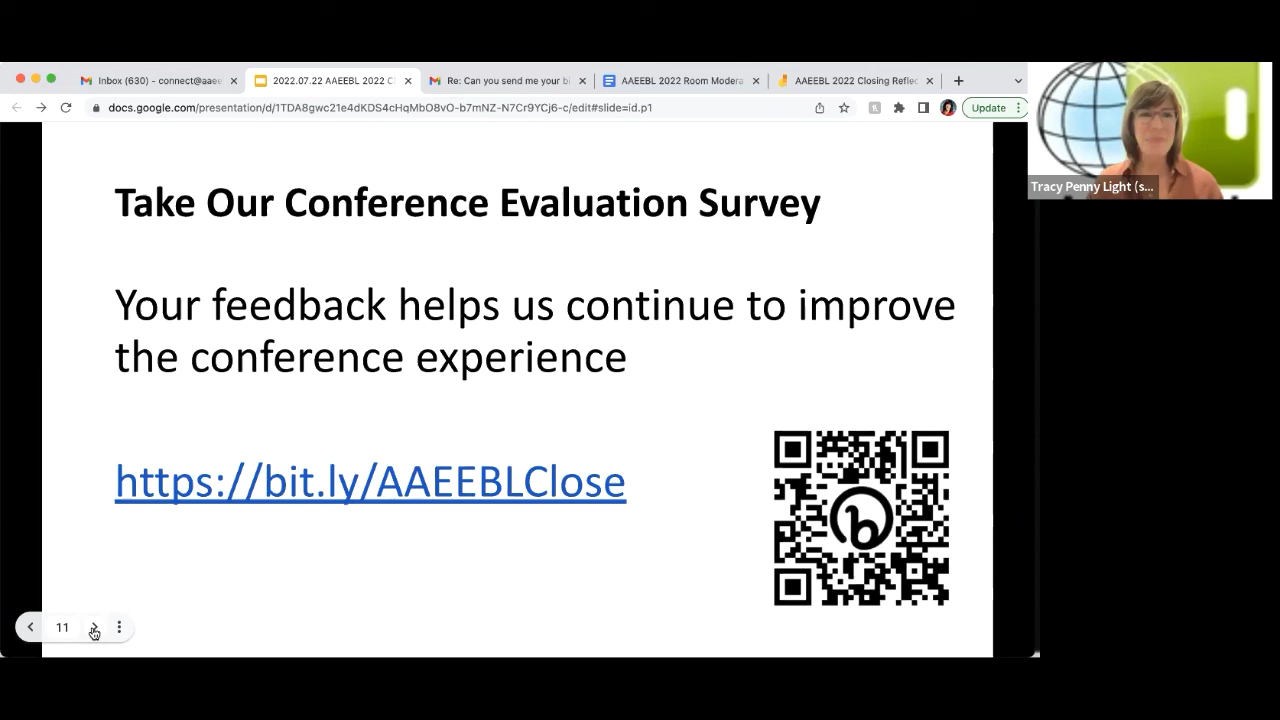 Inbox (630) - connect@aaee
2022.07.22 AAEEBL 2022 C
Re: Can you send me your bi
AAEEBL 2022 Room Modera
AAEEBL 2022 Closing Reflec
docs.google.com/presentation/d/1TDA8gwc21e4dKDS4cHqMbO8vO-b7mNZ-N7Cr9YCj6-c/edit#slide=id.p1
Update
Tracy Penny Light (s...
Take Our Conference Evaluation Survey
Your feedback helps us continue to improve
the conference experience
https://bit.ly/AAEEBLClose
b
11